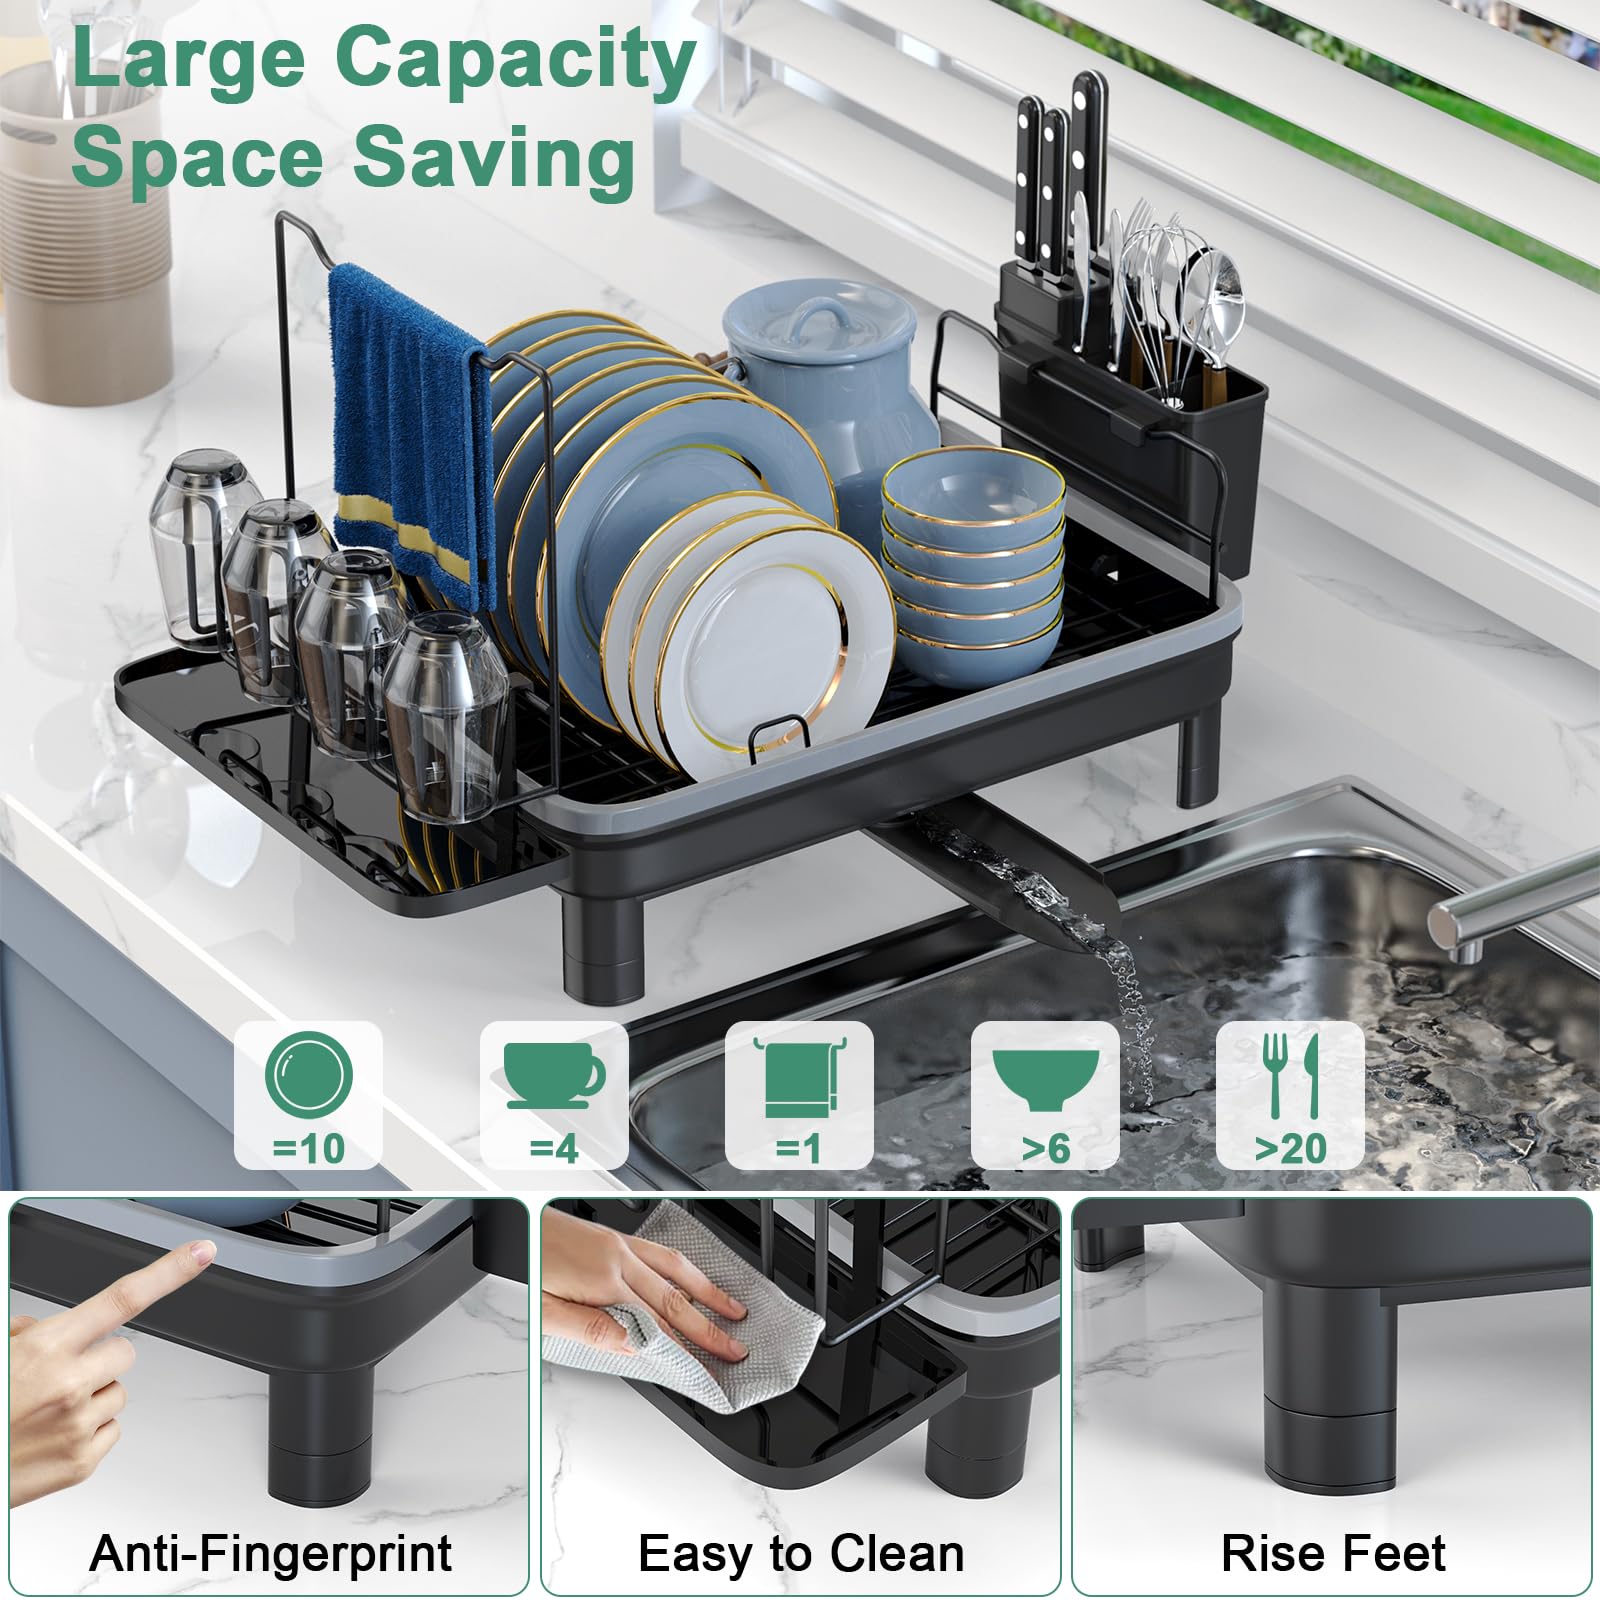 Large Capacity
Space Saving
=10
=4
=1
>6
>20
Anti-Fingerprint
Easy to Clean
Rise Feet